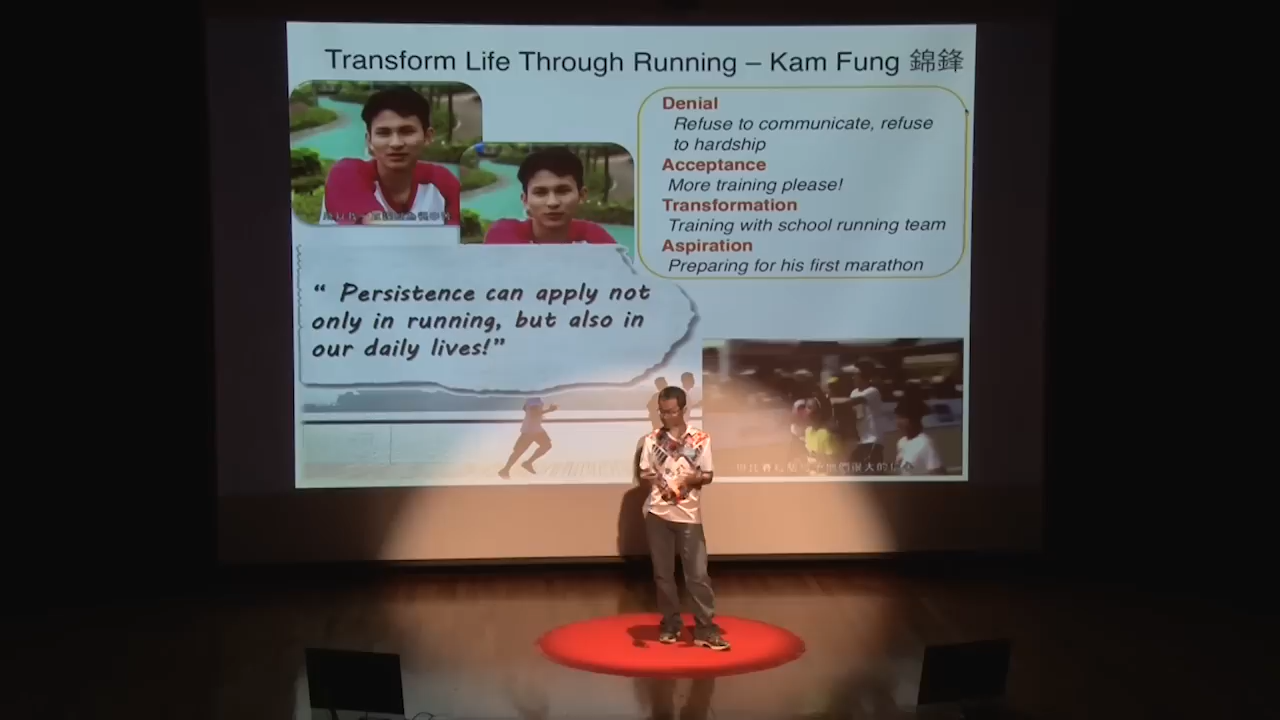 Transform Life Through Running – Kam Fung 錦鋒
Denial
Refuse to communicate, refuse
to hardship
Acceptance
More training please!
Transformation
Training with school running team
Aspiration
Preparing for his first marathon
“ Persistence can apply not
only in running, but also in
our daily lives!”